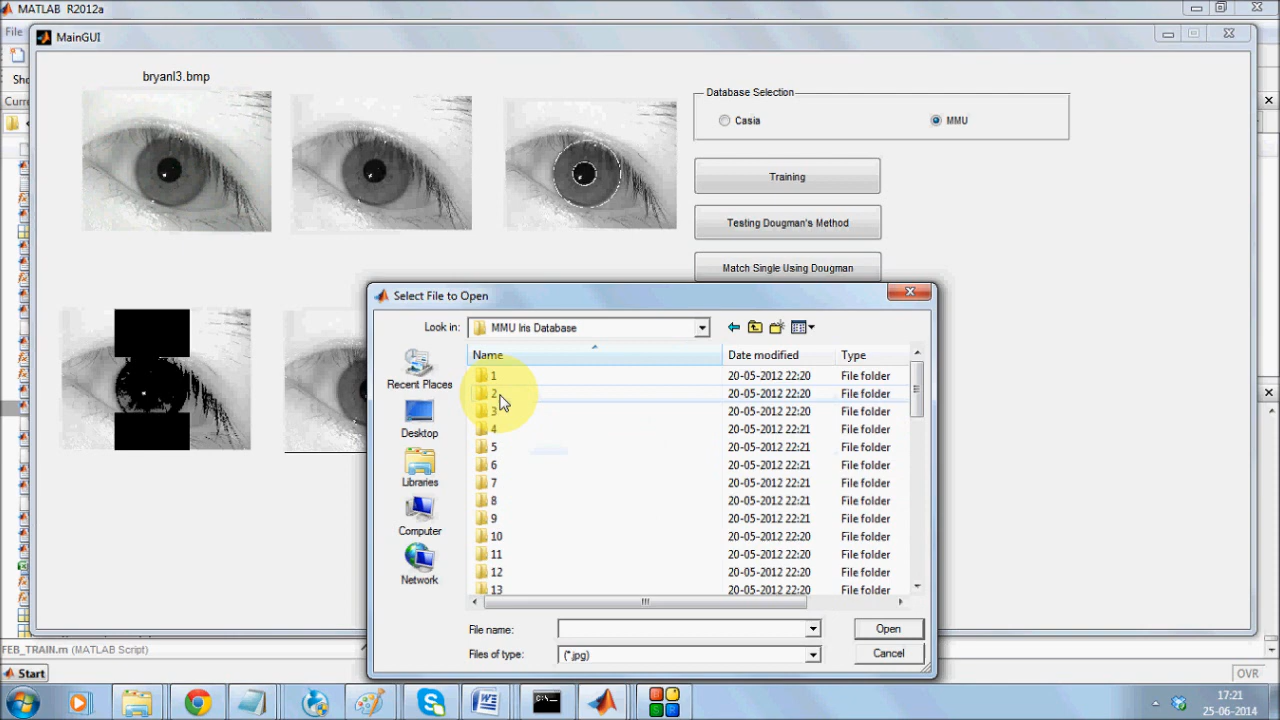 MATLAB R2012a
File
MainGUI
Sho
Curre
bryanl3.bmp
Database Selection
Casia
MMU
Training
Testing Dougman's Method
Match Single Using Dougman
Select File to Open
Look in:
MMU Iris Database
Name
Date modified
Type
Recent Places
Desktop
Libraries
Computer
Network
1 20-05-2012 22:20 File folder
2 20-05-2012 22:20 File folder
3 20-05-2012 22:20 File folder
4 20-05-2012 22:21 File folder
5 20-05-2012 22:21 File folder
6 20-05-2012 22:21 File folder
7 20-05-2012 22:21 File folder
8 20-05-2012 22:21 File folder
9 20-05-2012 22:21 File folder
10 20-05-2012 22:20 File folder
11 20-05-2012 22:20 File folder
12 20-05-2012 22:20 File folder
13 20-05-2012 22:20 File folder
File name:
Open
Files of type:
(*.jpg)
Cancel
FEB_TRAIN.m (MATLAB Script)
Start
OVR
17:21
25-06-2014